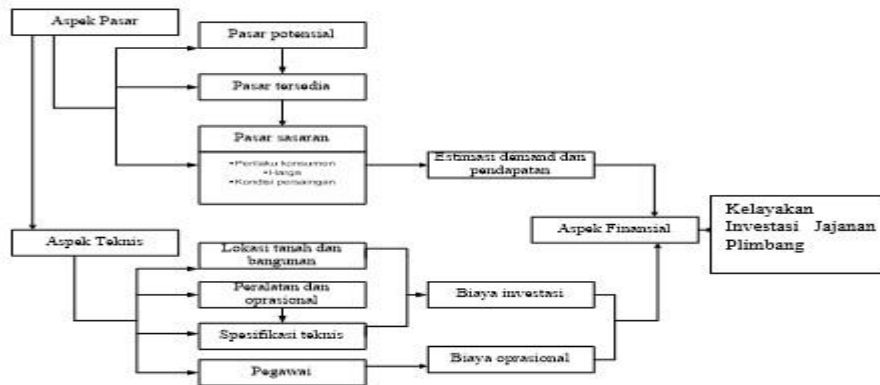 Aspek Pasar
Pasar potensial
Pasar tersedia
Pasar sasaran
•Perilaku konsumen
•Harga
•Kondisi persaingan
Estimasi demand dan
pendapatan
Kelayakan
Investasi Jajanan
Plimbang
Aspek Finansial
Aspek Teknis
Lokasi tanah dan
bangunan
Peralatan dan
oprasional
Spesifikasi teknis
Pegawai
Biaya investasi
Biaya oprasional